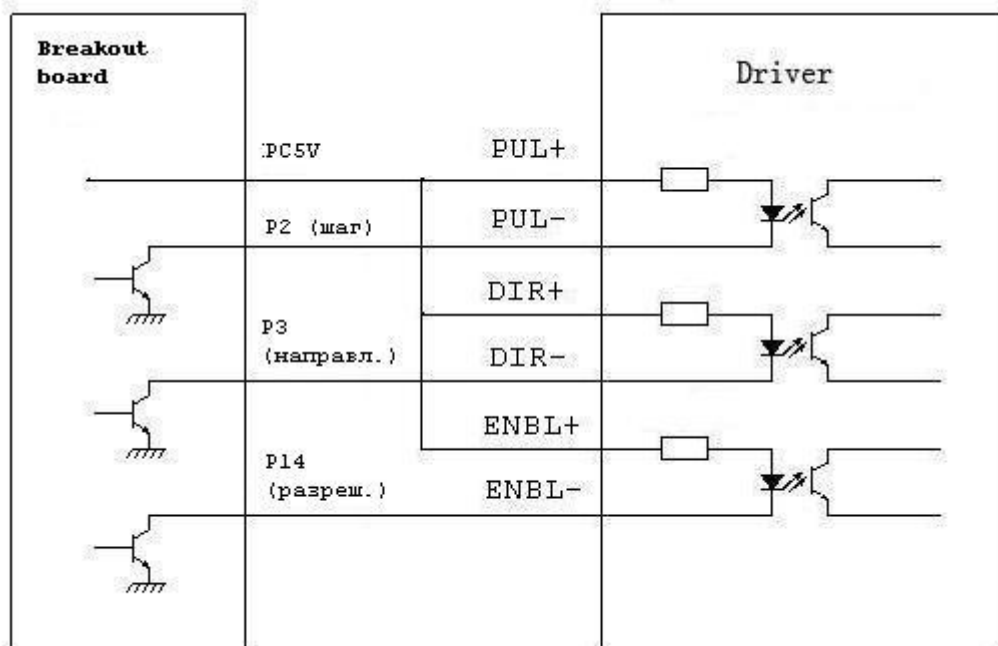 Breakout
board
Driver
PC5V
PUL+
P2 (шаг)
PUL-
DIR+
P3
(направл.)
DIR-
ENBL+
P14
(разреш.)
ENBL-